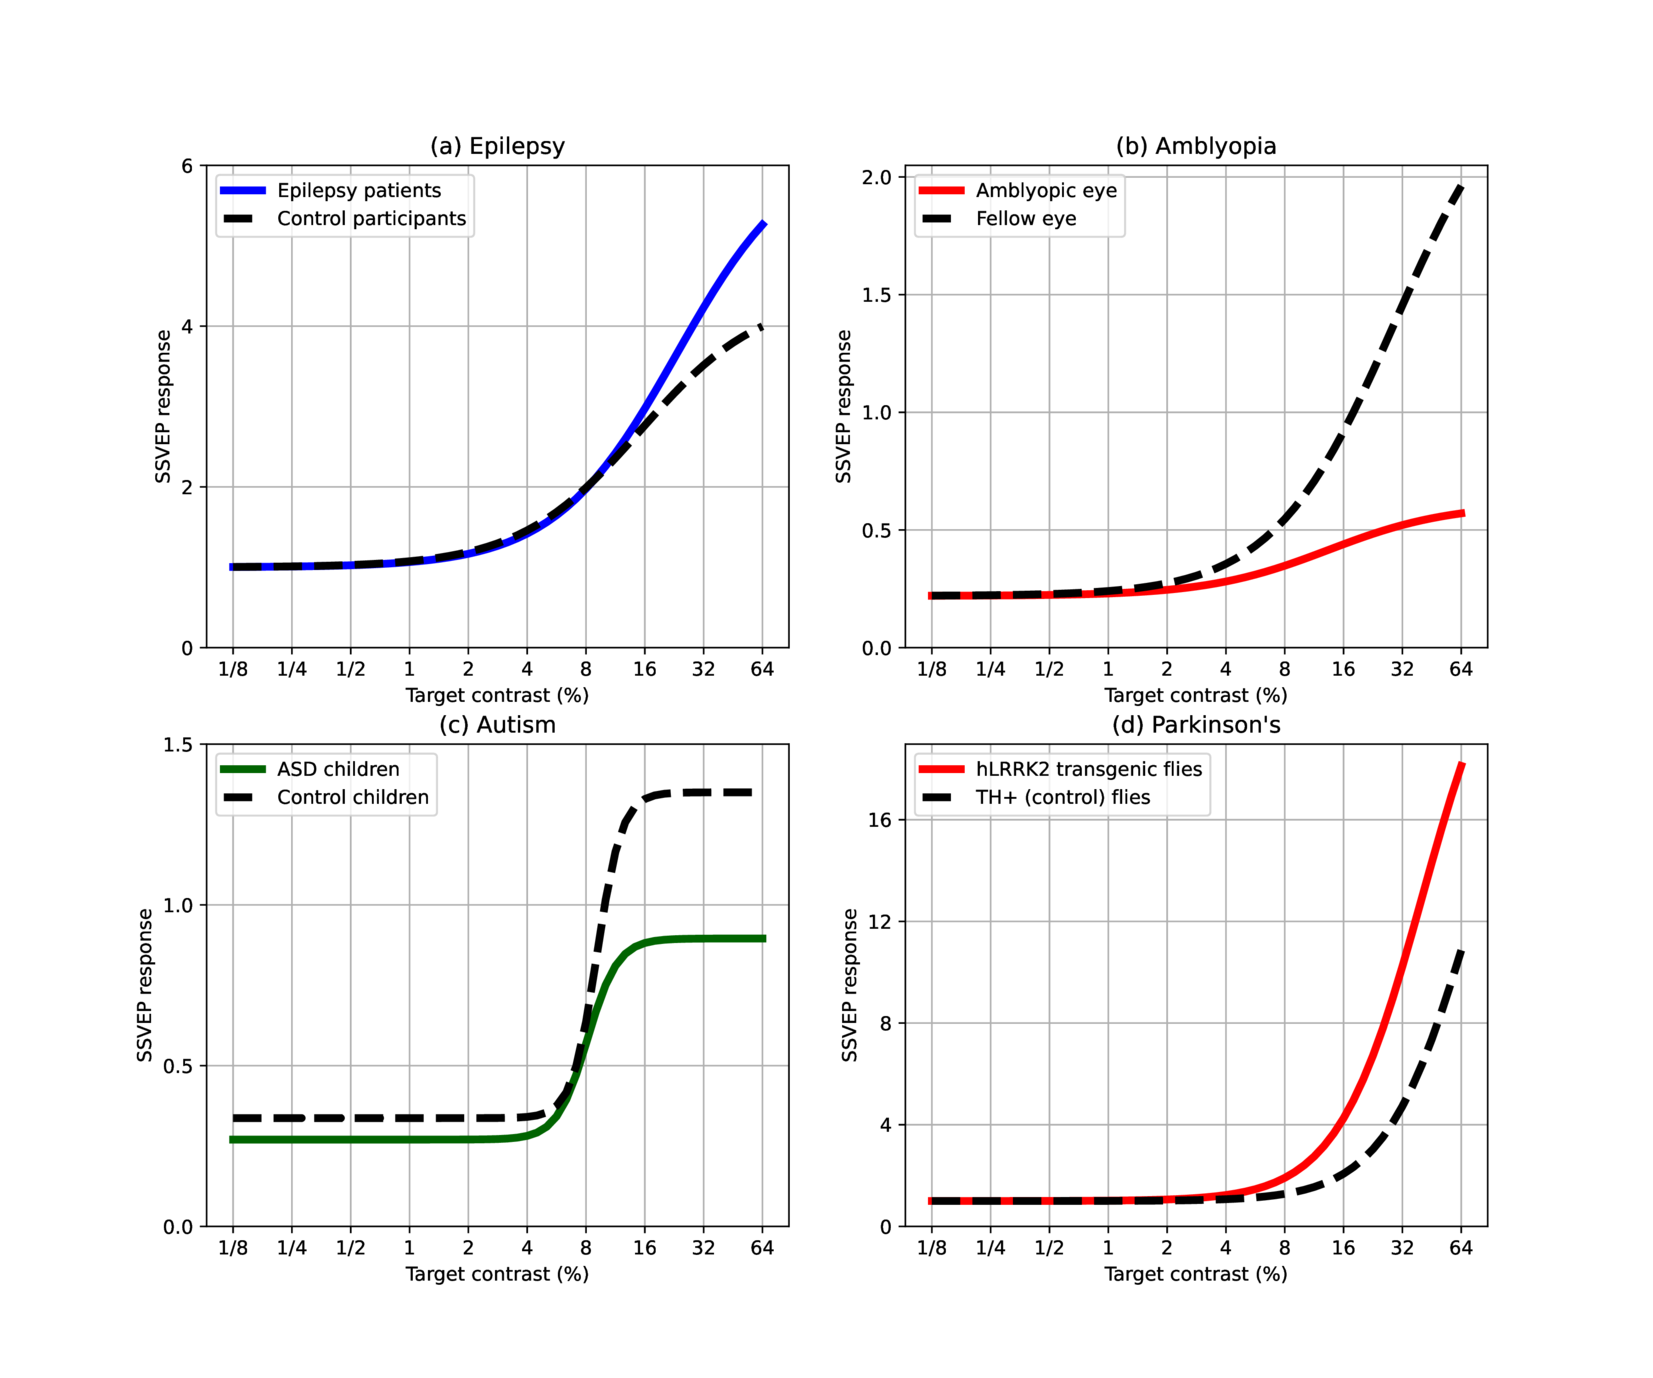 (a) Epilepsy
6
4
2
0
SSVEP response
Epilepsy patients
Control participants
1/8 1/4 1/2 1 2 4 8 16 32 64
Target contrast (%)
(b) Amblyopia
2.0
1.5
1.0
0.5
0.0
SSVEP response
Amblyopic eye
Fellow eye
1/8 1/4 1/2 1 2 4 8 16 32 64
Target contrast (%)
(c) Autism
1.5
1.0
0.5
0.0
SSVEP response
ASD children
Control children
1/8 1/4 1/2 1 2 4 8 16 32 64
Target contrast (%)
(d) Parkinson's
16
12
8
4
0
SSVEP response
hLRRK2 transgenic flies
TH+ (control) flies
1/8 1/4 1/2 1 2 4 8 16 32 64
Target contrast (%)